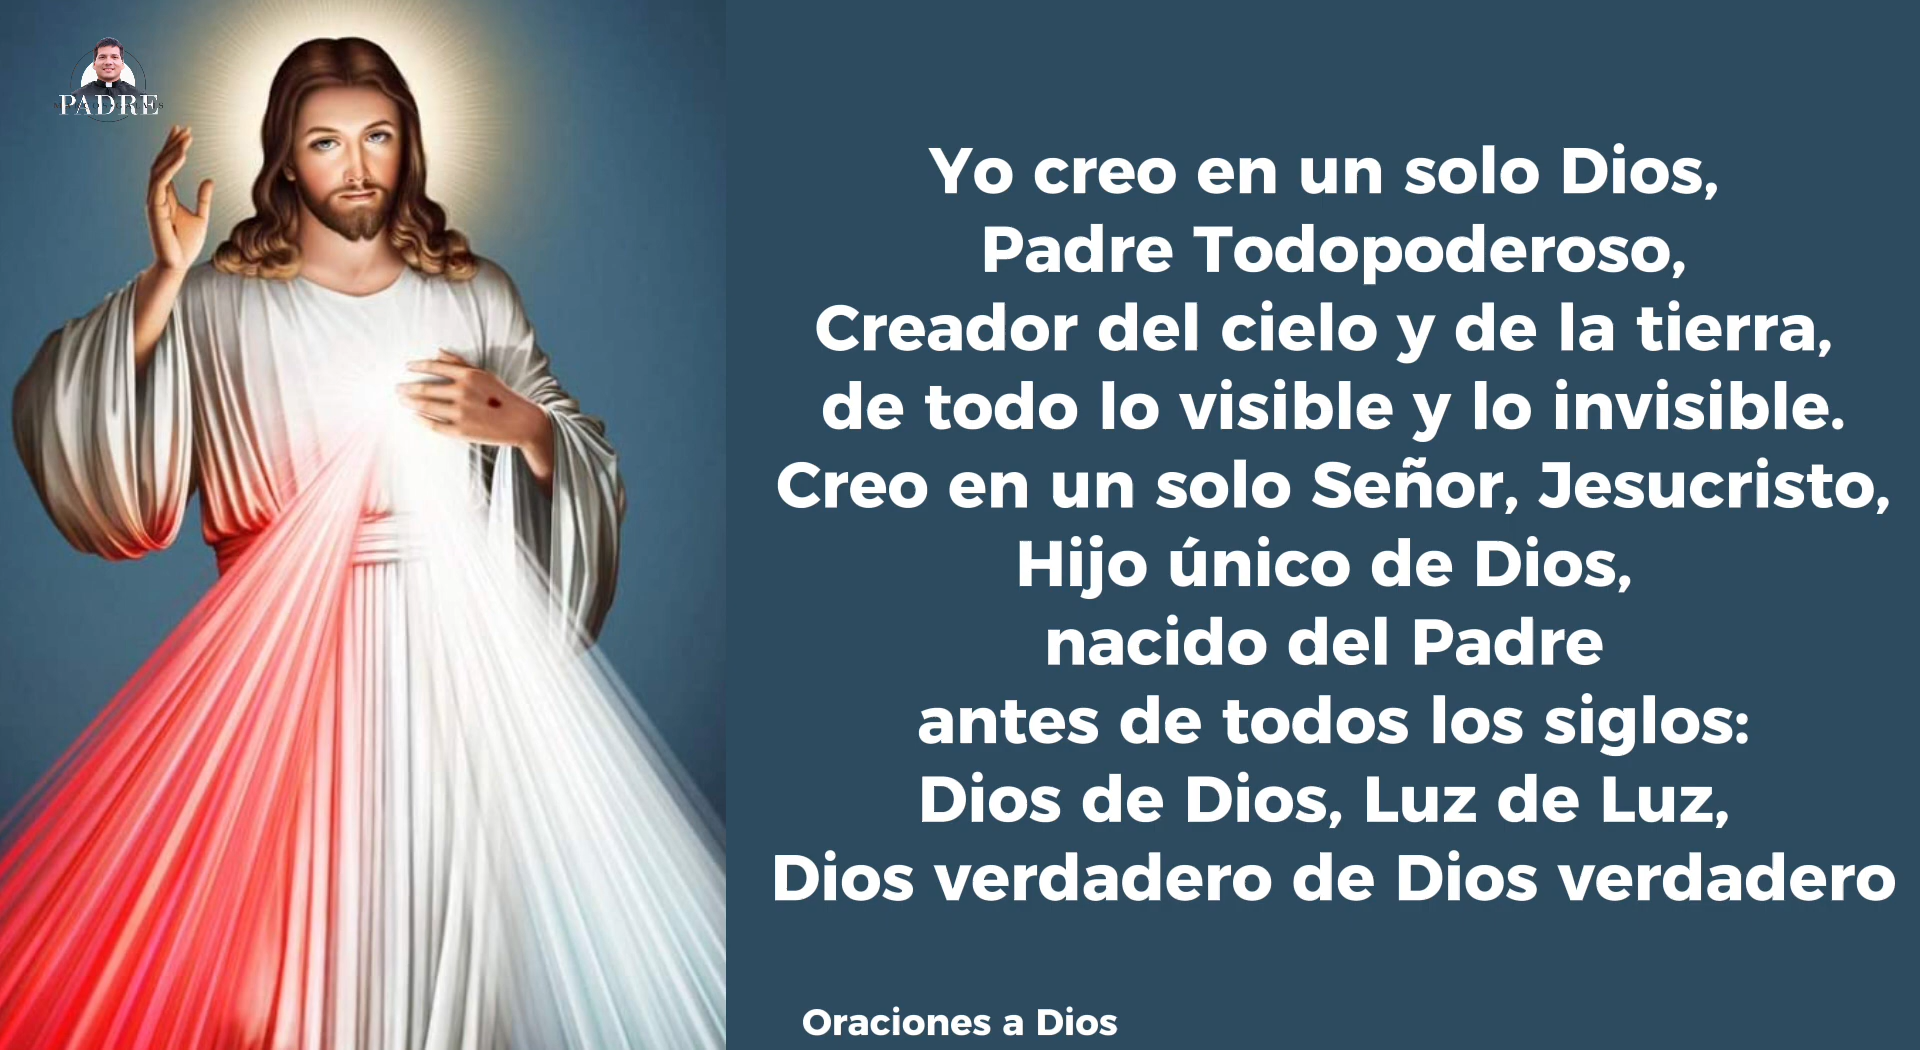 PADRE
Yo creo en un solo Dios,
Padre Todopoderoso,
Creador del cielo y de la tierra,
de todo lo visible y lo invisible.
Creo en un solo Señor, Jesucristo,
Hijo único de Dios,
nacido del Padre
antes de todos los siglos:
Dios de Dios, Luz de Luz,
Dios verdadero de Dios verdadero
Oraciones a Dios